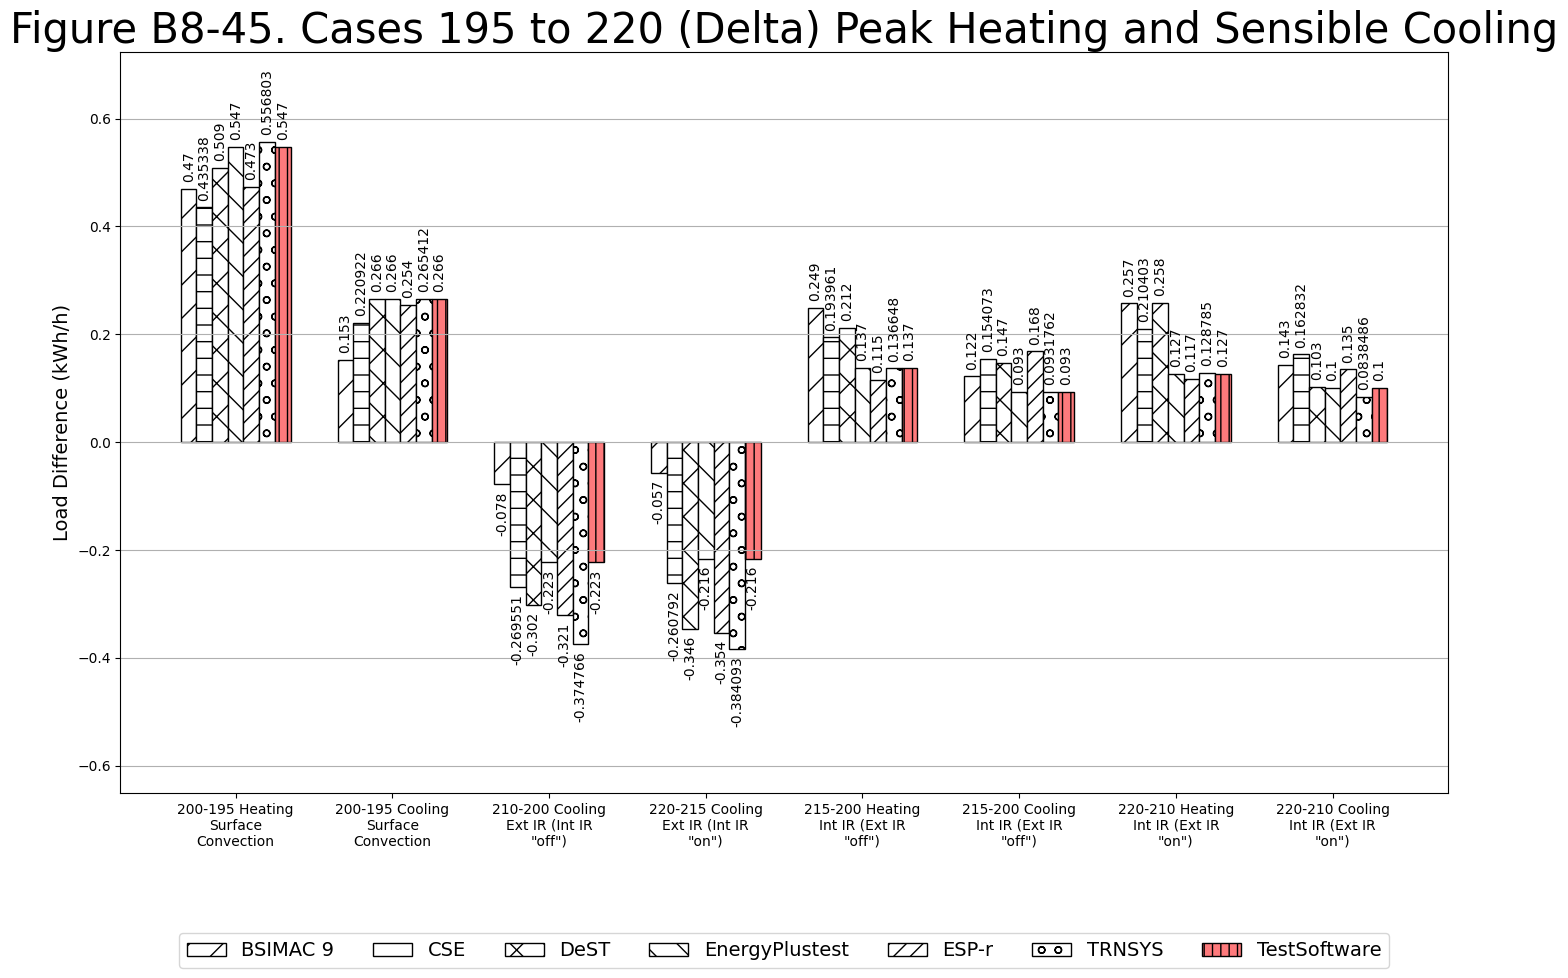 Figure B8-45. Cases 195 to 220 (Delta) Peak Heating and Sensible Cooling
Load Difference (kWh/h)
0.6
0.4
0.2
0.0
−0.2
−0.4
−0.6
0.47
0.435338
0.509
0.547
0.473
0.556803
0.547
0.153
0.220922
0.266
0.266
0.254
0.265412
0.266
-0.078
-0.269551
-0.302
-0.223
-0.321
-0.374766
-0.223
-0.057
-0.260792
-0.346
-0.216
-0.354
-0.384093
-0.216
0.249
0.193961
0.212
0.137
0.115
0.136648
0.137
0.122
0.154073
0.147
0.093
0.168
0.0931762
0.093
0.257
0.210403
0.258
0.127
0.117
0.128785
0.127
0.143
0.162832
0.103
0.1
0.135
0.0838486
0.1
200-195 Heating
Surface
Convection
200-195 Cooling
Surface
Convection
210-200 Cooling
Ext IR (Int IR
"off")
220-215 Cooling
Ext IR (Int IR
"on")
215-200 Heating
Int IR (Ext IR
"off")
215-200 Cooling
Int IR (Ext IR
"off")
220-210 Heating
Int IR (Ext IR
"on")
220-210 Cooling
Int IR (Ext IR
"on")
BSIMAC 9
CSE
DeST
EnergyPlustest
ESP-r
TRNSYS
TestSoftware